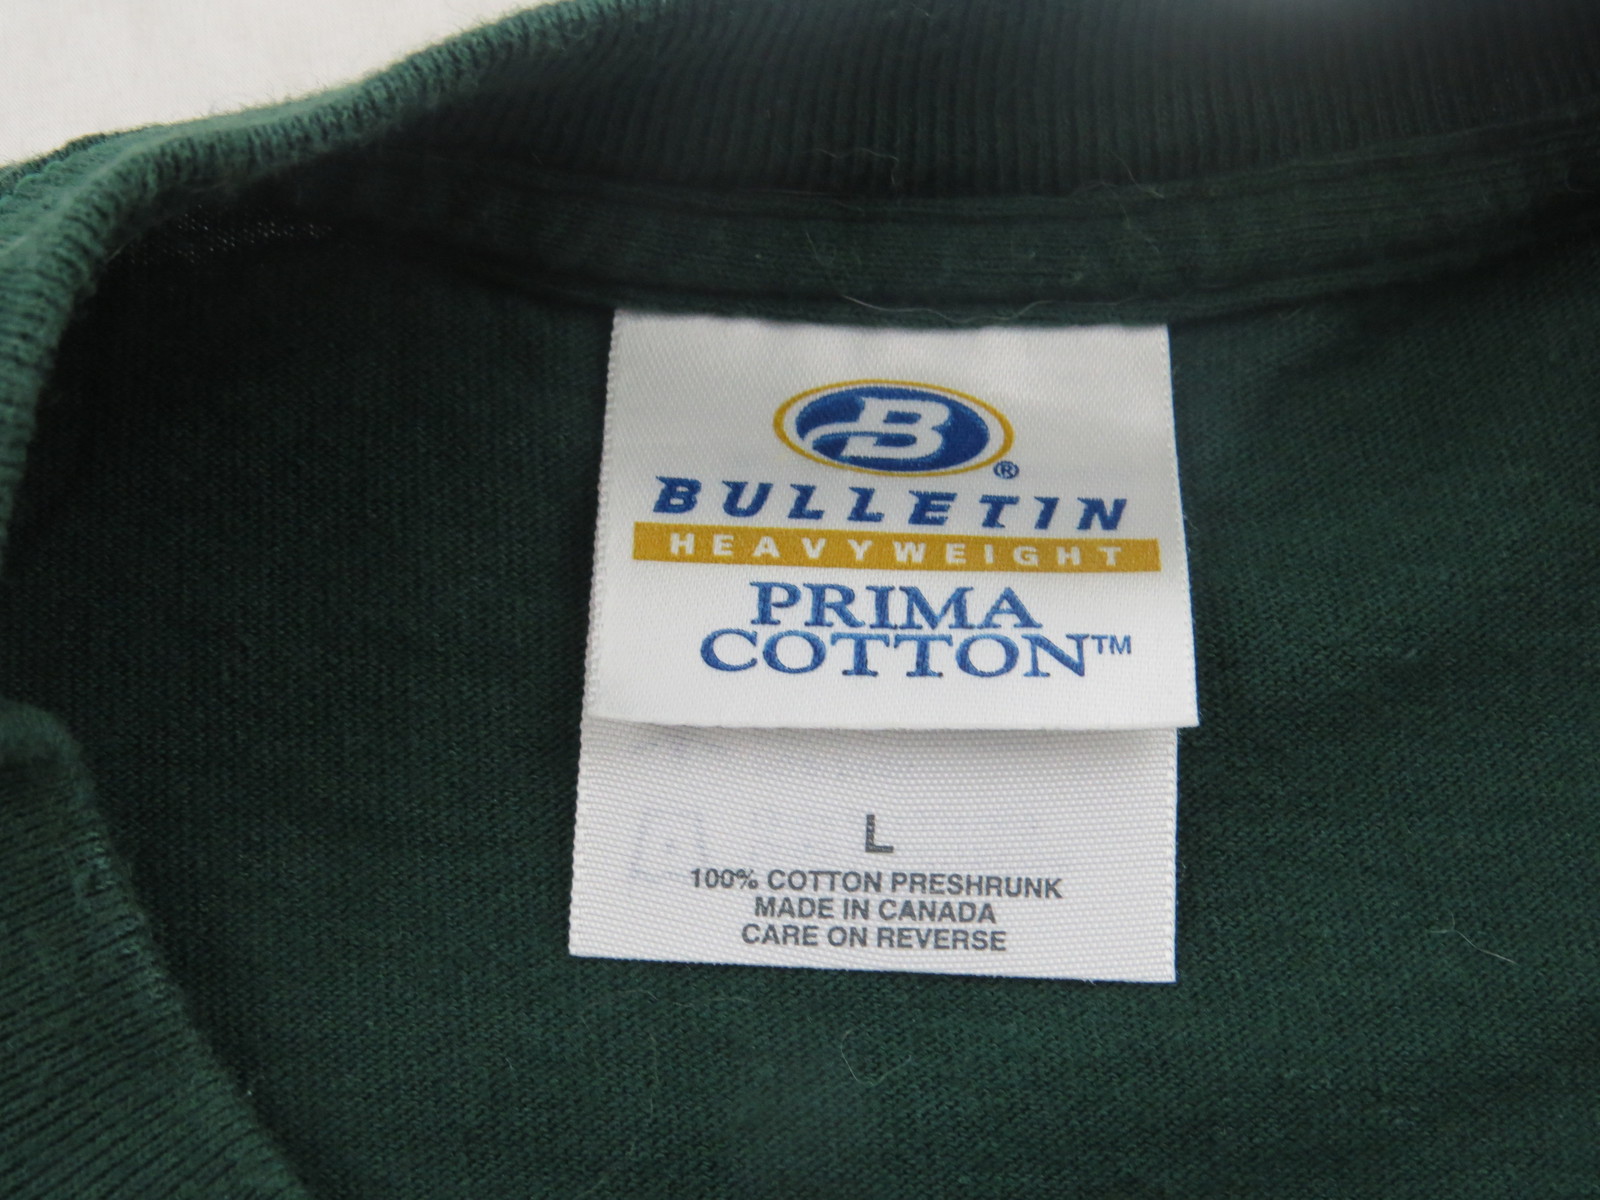 B®
BULLETIN
HEAVYWEIGHT
PRIMA
COTTON™
L
100% COTTON PRESHRUNK
MADE IN CANADA
CARE ON REVERSE